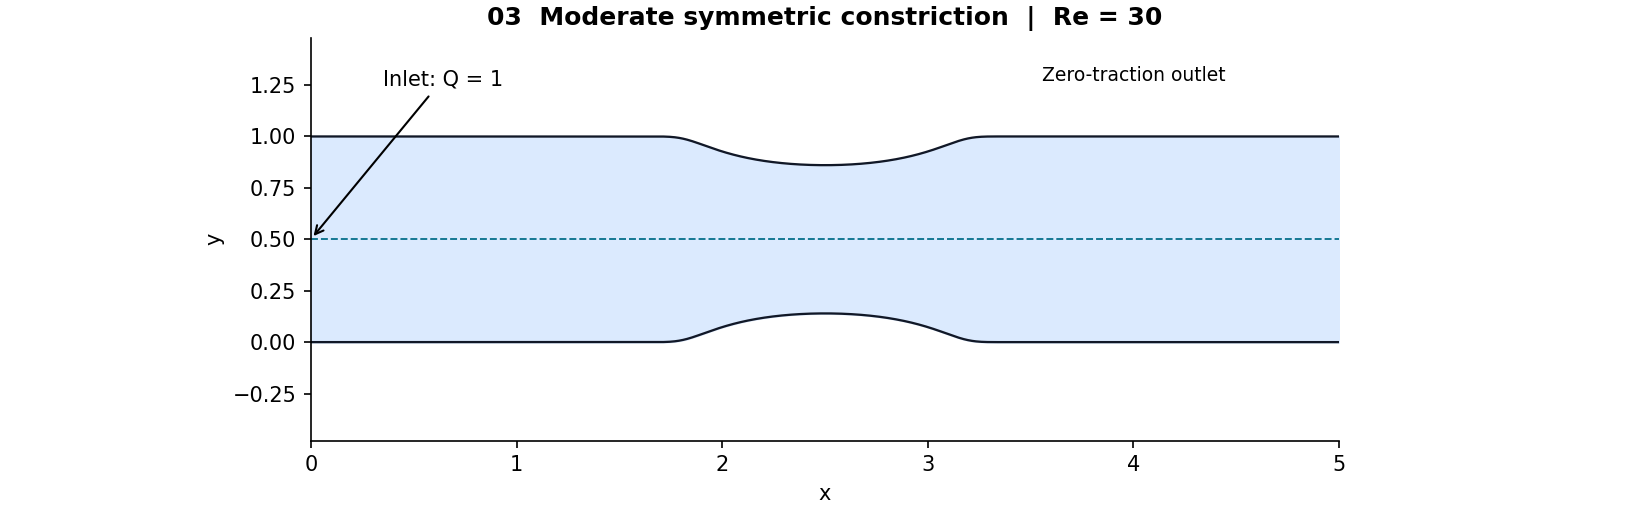 03  Moderate symmetric constriction  |  Re = 30
Inlet: Q = 1
Zero-traction outlet
1.25
1.00
0.75
0.50
0.25
0.00
−0.25
y
0 1 2 3 4 5
x